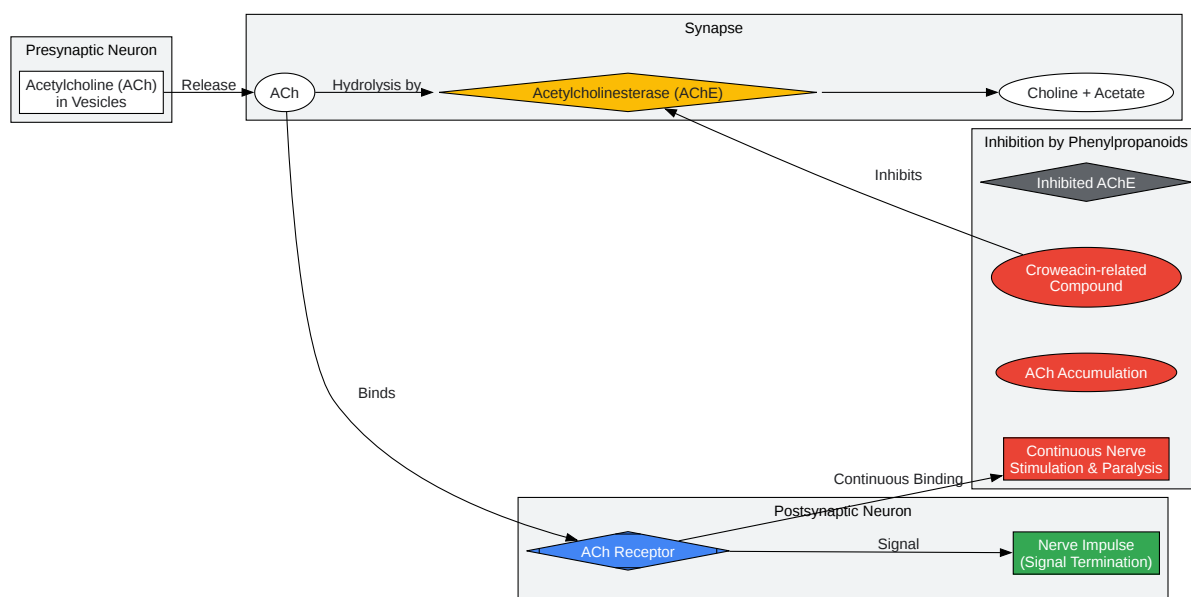 Synapse
Presynaptic Neuron
Acetylcholine (ACh)
in Vesicles
Release
ACh
Hydrolysis by
Acetylcholinesterase (AChE)
Choline + Acetate
Inhibition by Phenylpropanoids
Inhibited AChE
Inhibits
Croweacin-related
Compound
ACh Accumulation
Binds
Continuous Nerve
Stimulation & Paralysis
Continuous Binding
Postsynaptic Neuron
ACh Receptor
Signal
Nerve Impulse
(Signal Termination)